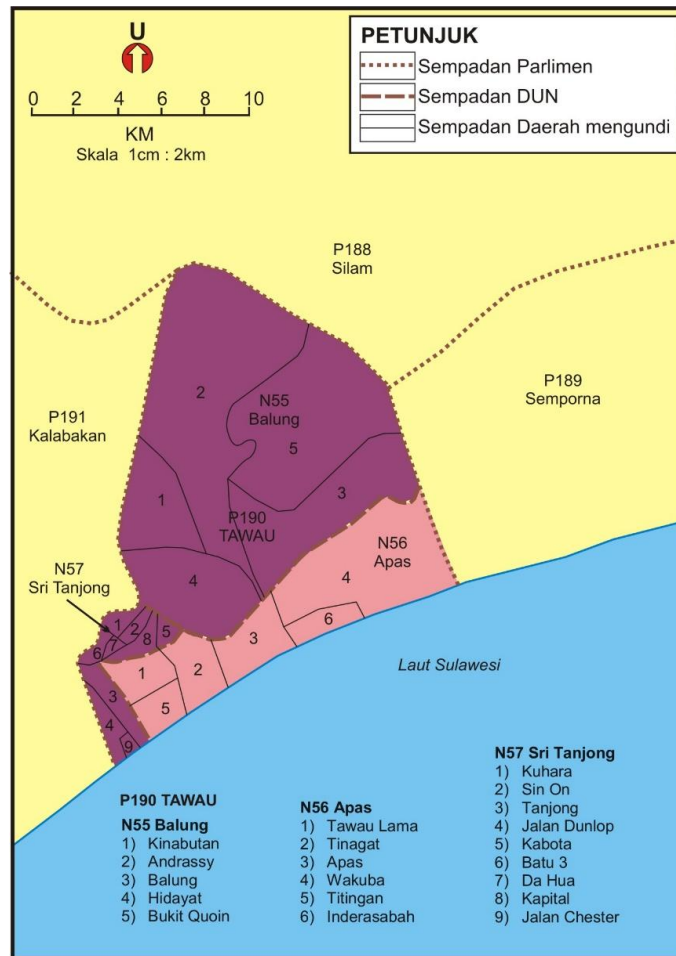 U
0 2 4 6 8 10
KM
Skala 1cm : 2km
PETUNJUK
Sempadan Parlimen
Sempadan DUN
Sempadan Daerah mengundi
P188
Silam
P189
Semporna
P191
Kalabakan
2
N55
Balung
5
1
3
P190
TAWAU
4
N57
Sri Tanjong
N56
Apas
4
6
3
1
2
5
1
2
5
7
8
6
3
4
9
Laut Sulawesi
P190 TAWAU
N55 Balung
1) Kinabutan
2) Andrassy
3) Balung
4) Hidayat
5) Bukit Quoin
N56 Apas
1) Tawau Lama
2) Tinagat
3) Apas
4) Wakuba
5) Titingan
6) Inderasabah
N57 Sri Tanjong
1) Kuhara
2) Sin On
3) Tanjong
4) Jalan Dunlop
5) Kabota
6) Batu 3
7) Da Hua
8) Kapital
9) Jalan Chester